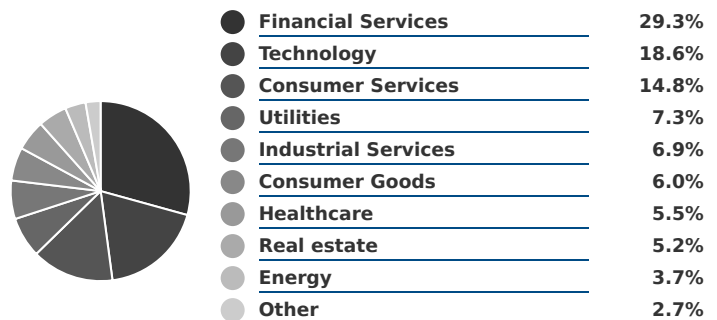 Financial Services 29.3%
Technology 18.6%
Consumer Services 14.8%
Utilities 7.3%
Industrial Services 6.9%
Consumer Goods 6.0%
Healthcare 5.5%
Real estate 5.2%
Energy 3.7%
Other 2.7%